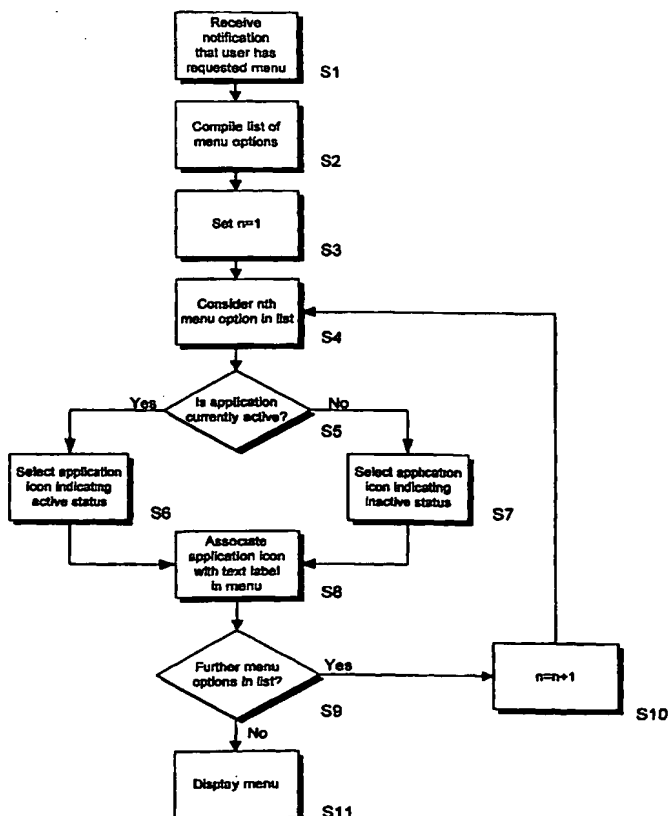 Receive
notification
that user has
requested menu
S1
Compile list of
menu options
S2
Set n=1
S3
Consider nth
menu option in list
S4
Is application
currently active?
Yes
No
S5
Select application
icon indicating
active status
S6
Select application
icon indicating
inactive status
S7
Associate
application icon
with text label
in menu
S8
Further menu
options in list?
Yes
S9
n=n+1
S10
No
Display menu
S11